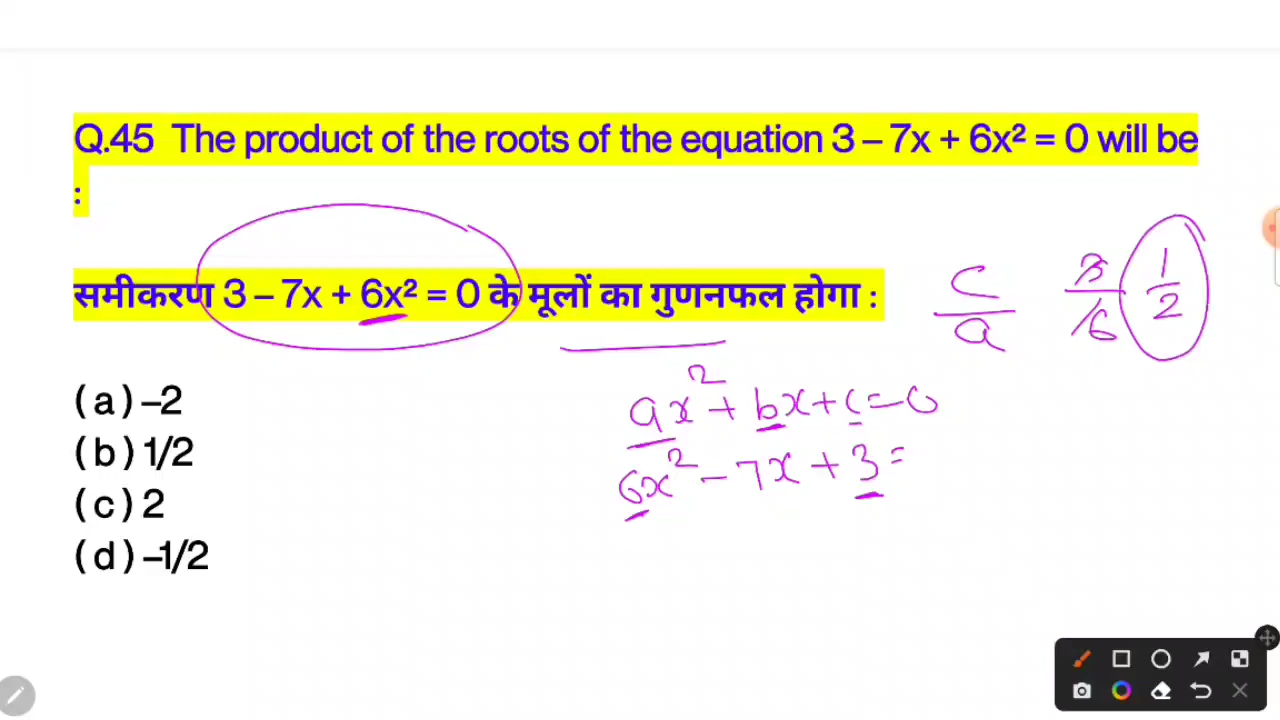 Q.45 The product of the roots of the equation 3 – 7x + 6x² = 0 will be
:
समीकरण 3 – 7x + 6x² = 0 के मूलों का गुणनफल होगा :
c/a 3/6 1/2
( a ) –2
ax² + bx + c = 0
( b ) 1/2
6x² – 7x + 3 =
( c ) 2
( d ) –1/2